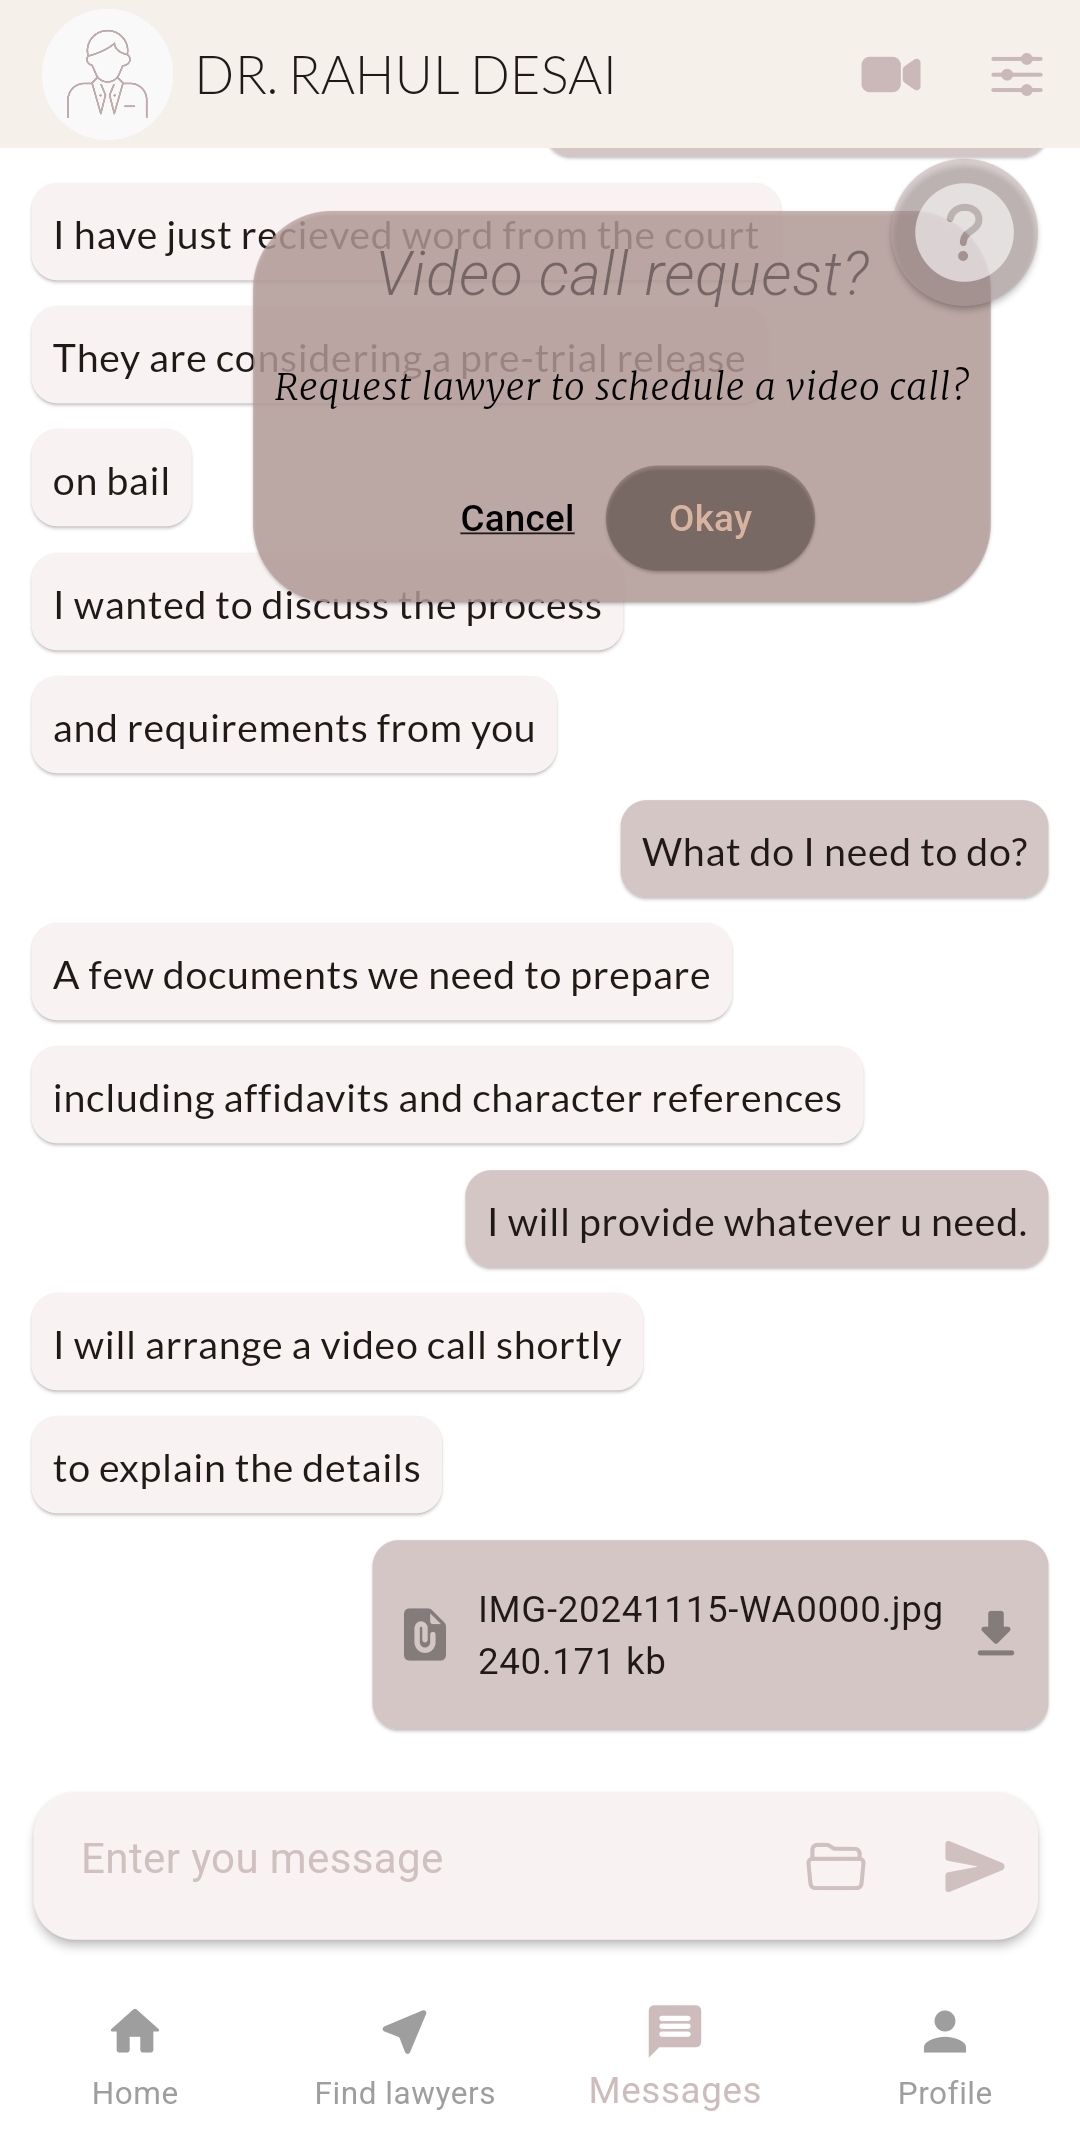 DR. RAHUL DESAI
I have just recieved word from the court
?
Video call request?
They are considering a pre-trial release
Request lawyer to schedule a video call?
on bail
Cancel
Okay
I wanted to discuss the process
and requirements from you
What do I need to do?
A few documents we need to prepare
including affidavits and character references
I will provide whatever u need.
I will arrange a video call shortly
to explain the details
IMG-20241115-WA0000.jpg
240.171 kb
Enter you message
Home
Find lawyers
Messages
Profile